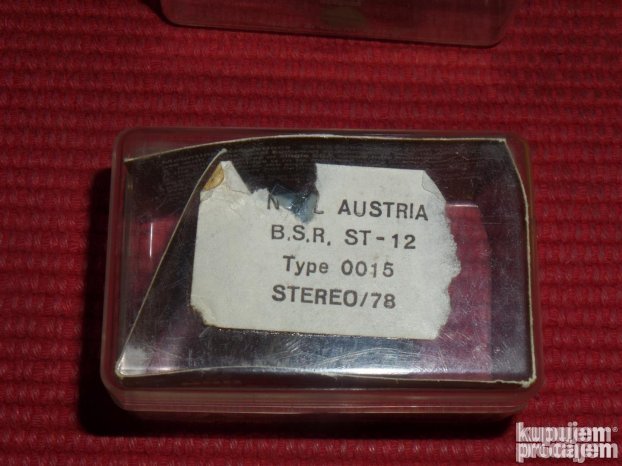 AUSTRIA
B.S.R. ST-12
Type 0015
STEREO/78
kupujem
prodajem